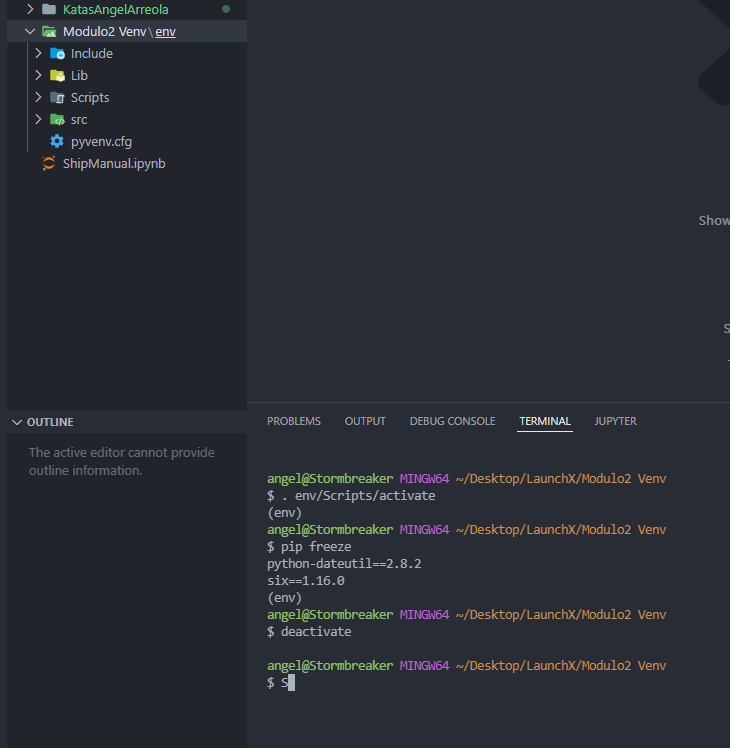 KatasAngelArreola
Modulo2 Venv\env
Include
Lib
Scripts
src
pyvenv.cfg
ShipManual.ipynb
Show
S
OUTLINE
The active editor cannot provide
outline information.
PROBLEMS OUTPUT DEBUG CONSOLE TERMINAL JUPYTER
angel@Stormbreaker MINGW64 ~/Desktop/LaunchX/Modulo2 Venv
$ . env/Scripts/activate
(env)
angel@Stormbreaker MINGW64 ~/Desktop/LaunchX/Modulo2 Venv
$ pip freeze
python-dateutil==2.8.2
six==1.16.0
(env)
angel@Stormbreaker MINGW64 ~/Desktop/LaunchX/Modulo2 Venv
$ deactivate
angel@Stormbreaker MINGW64 ~/Desktop/LaunchX/Modulo2 Venv
$ S